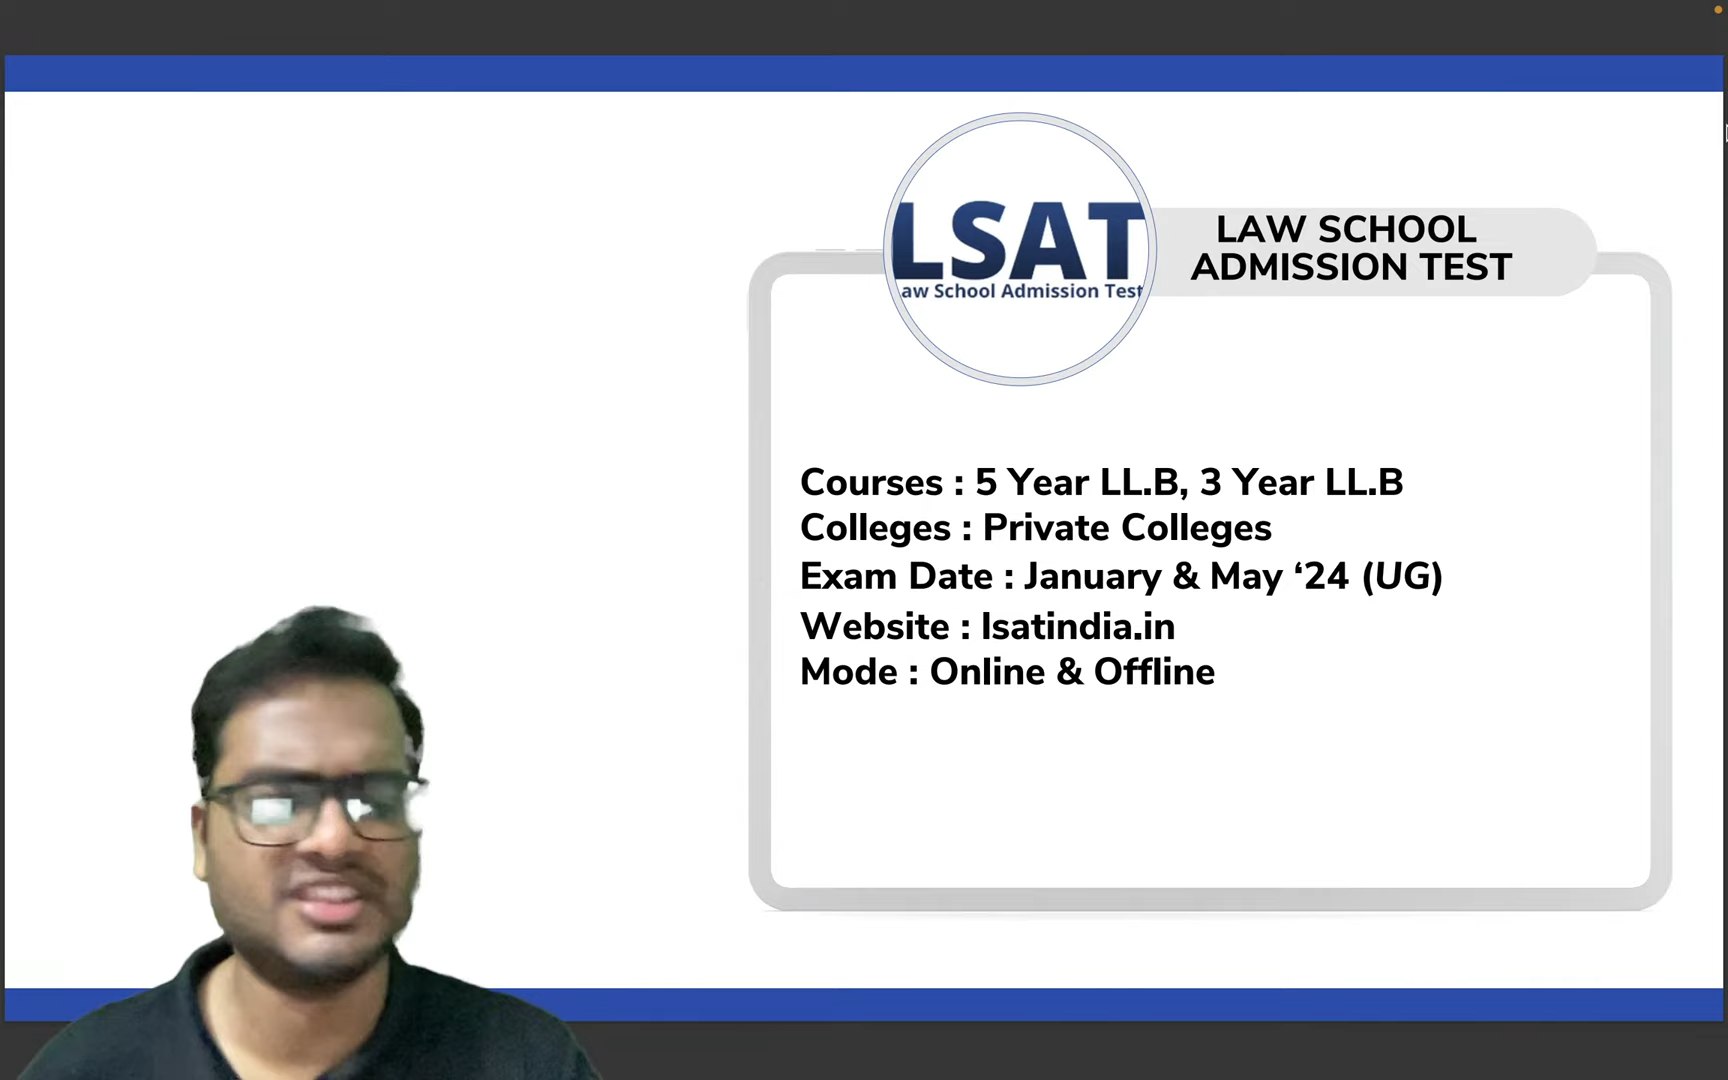 LSAT
aw School Admission Test
LAW SCHOOL
ADMISSION TEST
Courses : 5 Year LL.B, 3 Year LL.B
Colleges : Private Colleges
Exam Date : January & May ‘24 (UG)
Website : lsatindia.in
Mode : Online & Offline